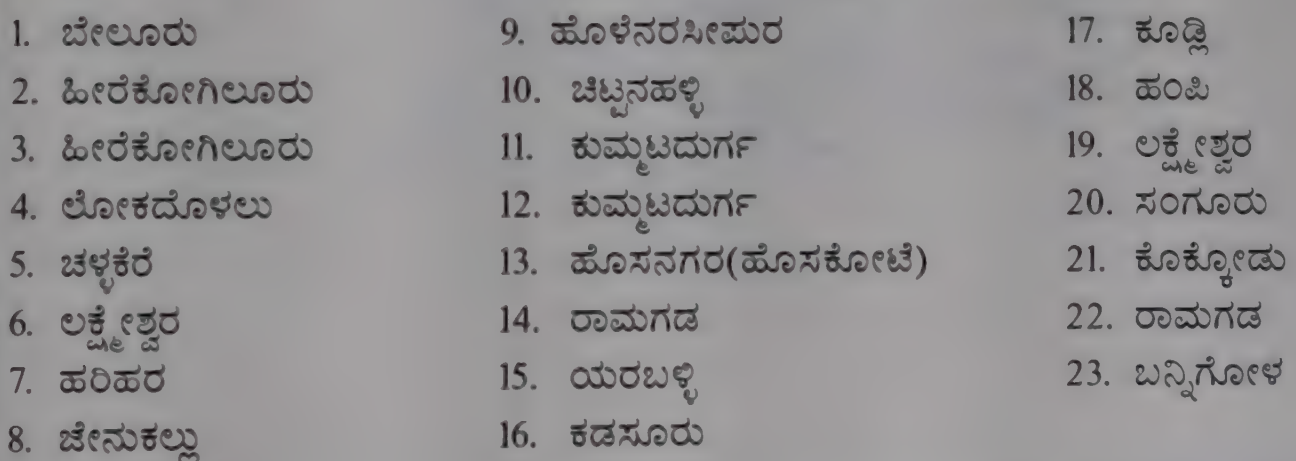 1. ಬೇಲೂರು
2. ಹೀರೆಕೋಗಿಲೂರು
3. ಹೀರೆಕೋಗಿಲೂರು
4. ಲೋಕದೊಳಲು
5. ಚಳ್ಳಕೆರೆ
6. ಲಕ್ಷ್ಮೇಶ್ವರ
7. ಹರಿಹರ
8. ಜೇನುಕಲ್ಲು
9. ಹೊಳೆನರಸೀಪುರ
10. ಚಿಟ್ಟನಹಳ್ಳಿ
11. ಕುಮ್ಮಟದುರ್ಗ
12. ಕುಮ್ಮಟದುರ್ಗ
13. ಹೊಸನಗರ(ಹೊಸಕೋಟೆ)
14. ರಾಮಗಡ
15. ಯರಬಳ್ಳಿ
16. ಕಡಸೂರು
17. ಕೂಡ್ಲಿ
18. ಹಂಪಿ
19. ಲಕ್ಷ್ಮೇಶ್ವರ
20. ಸಂಗೂರು
21. ಕೊಕ್ಕೋಡು
22. ರಾಮಗಡ
23. ಬನ್ನಿಗೋಳ